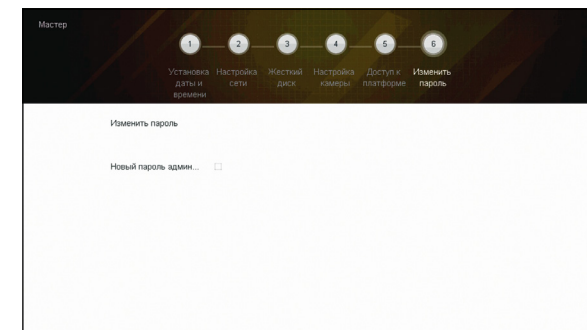 Мастер
1 2 3 4 5 6
Установка Настройка Жесткий Настройка Доступ к Изменить
даты и сети диск камеры платформе пароль
времени
Изменить пароль
Новый пароль админ...